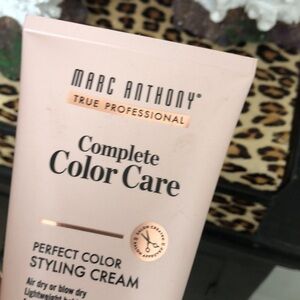 MARC ANTHONY®
TRUE PROFESSIONAL
Complete
Color Care
PERFECT COLOR
STYLING CREAM
Air dry or blow dry
Lightweight